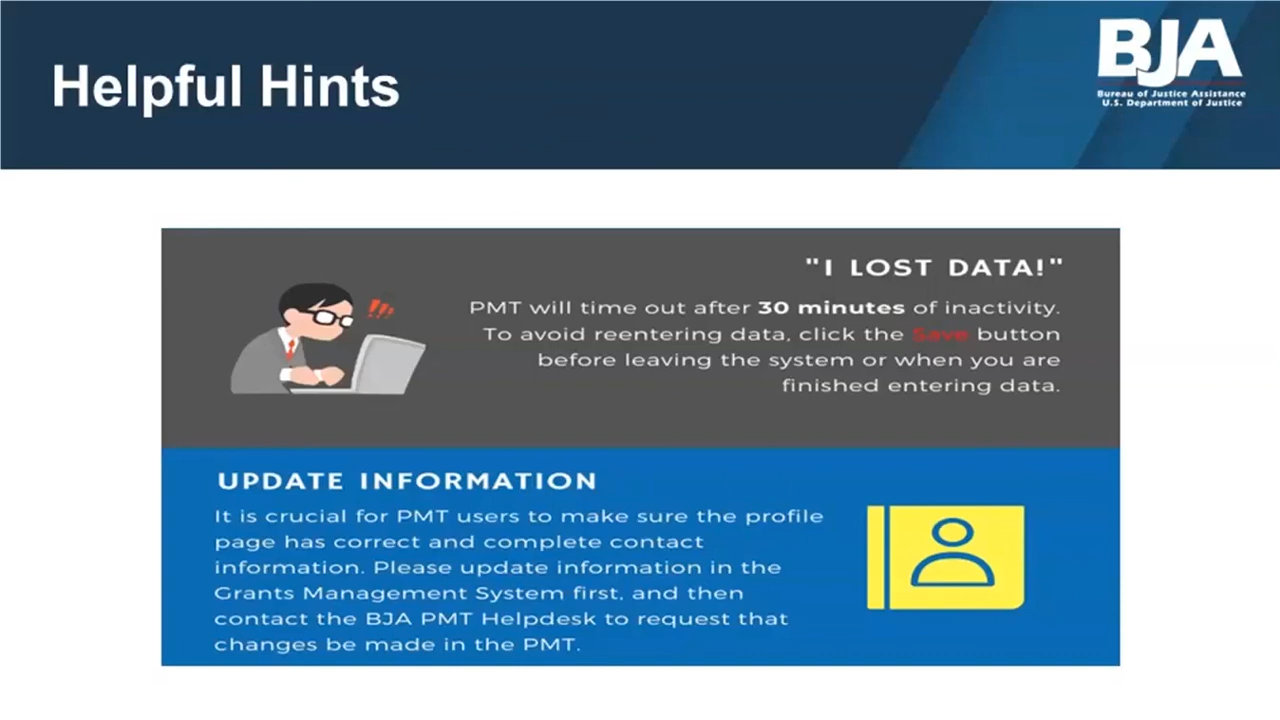 Helpful Hints
BJA
Bureau of Justice Assistance
U.S. Department of Justice
"I LOST DATA!"
!!!
PMT will time out after 30 minutes of inactivity.
To avoid reentering data, click the Save button
before leaving the system or when you are
finished entering data.
UPDATE INFORMATION
It is crucial for PMT users to make sure the profile
page has correct and complete contact
information. Please update information in the
Grants Management System first, and then
contact the BJA PMT Helpdesk to request that
changes be made in the PMT.